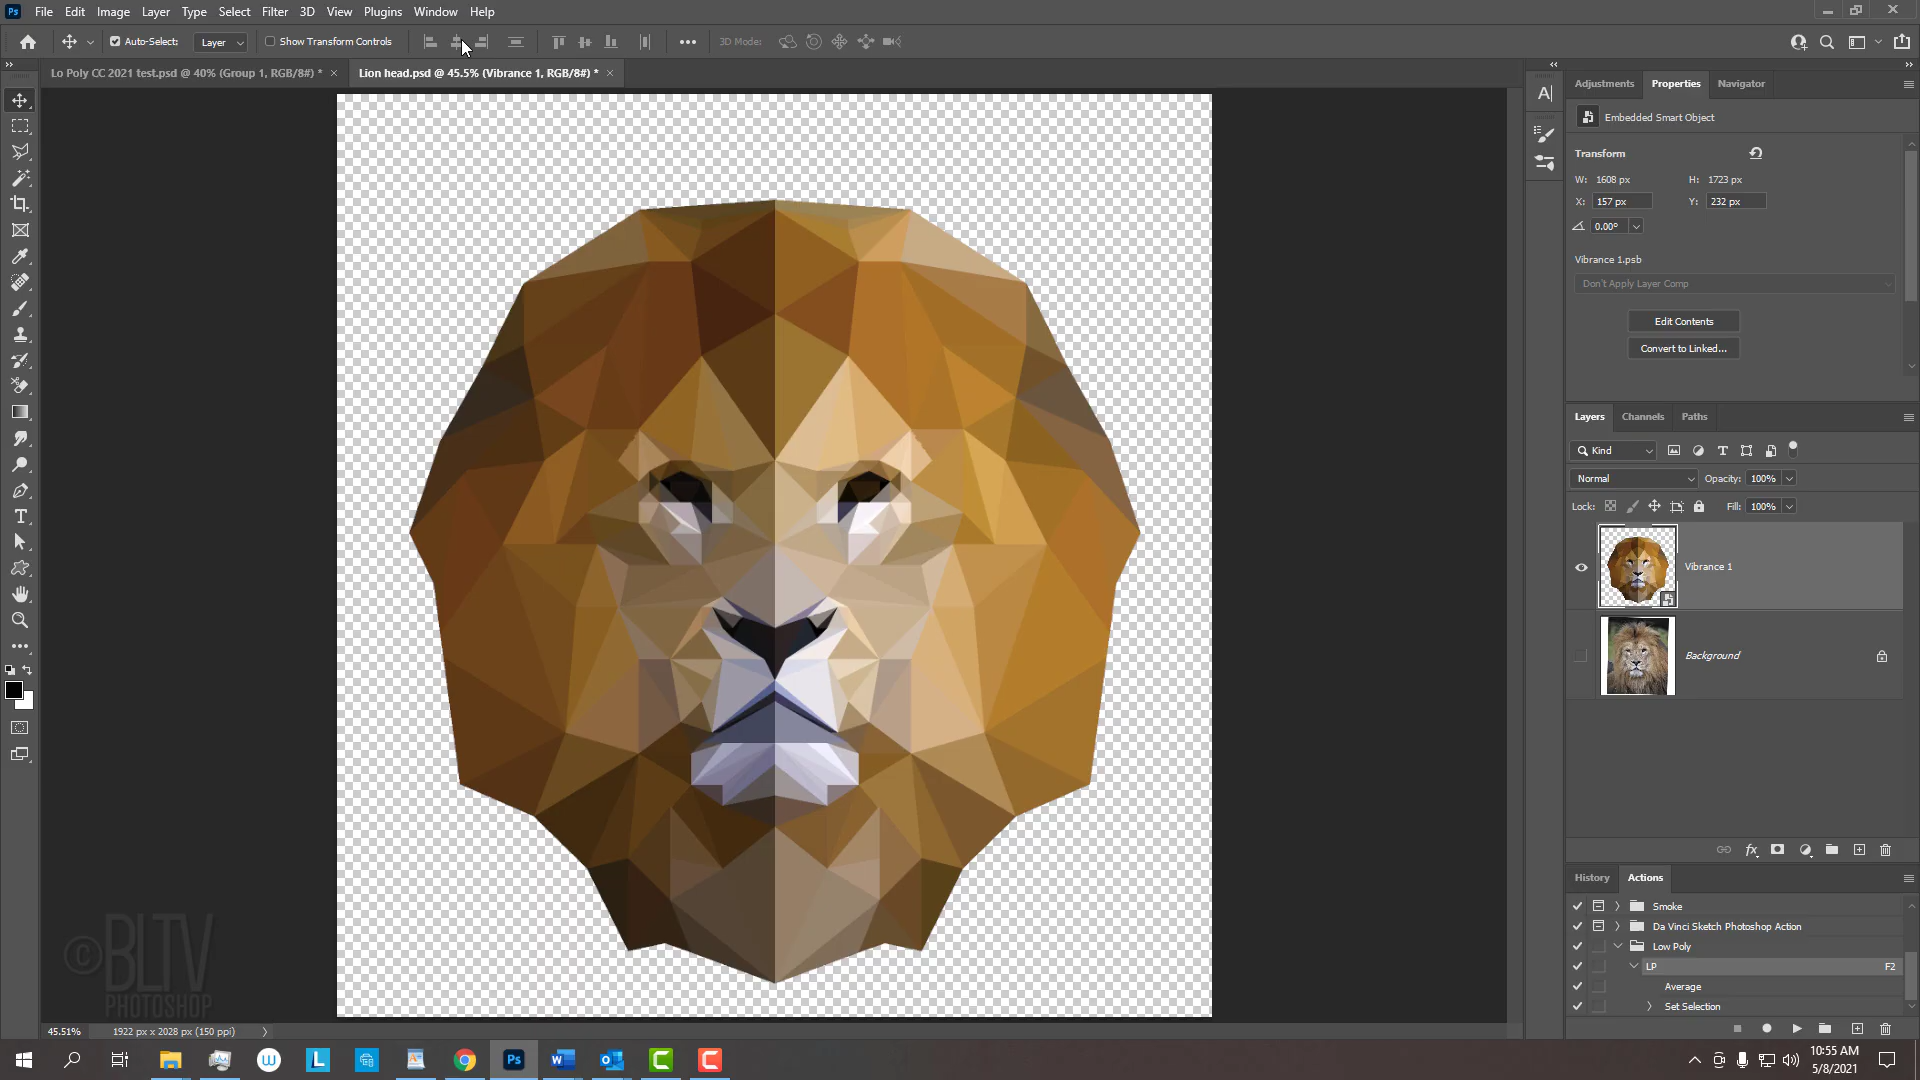 Ps File Edit Image Layer Type Select Filter 3D View Plugins Window Help
Auto-Select: Layer Show Transform Controls 3D Mode:
Lo Poly CC 2021 test.psd @ 40% (Group 1, RGB/8#) * Lion head.psd @ 45.5% (Vibrance 1, RGB/8#) *
Adjustments Properties Navigator
Embedded Smart Object
Transform
W: 1608 px H: 1723 px
X: 157 px Y: 232 px
0.00°
Vibrance 1.psb
Don't Apply Layer Comp
Edit Contents
Convert to Linked...
Layers Channels Paths
Kind
Normal Opacity: 100%
Lock: Fill: 100%
Vibrance 1
Background
History Actions
Smoke
Da Vinci Sketch Photoshop Action
Low Poly
LP F2
Average
Set Selection
©BLTV
PHOTOSHOP
45.51% 1922 px x 2028 px (150 ppi)
10:55 AM
5/8/2021